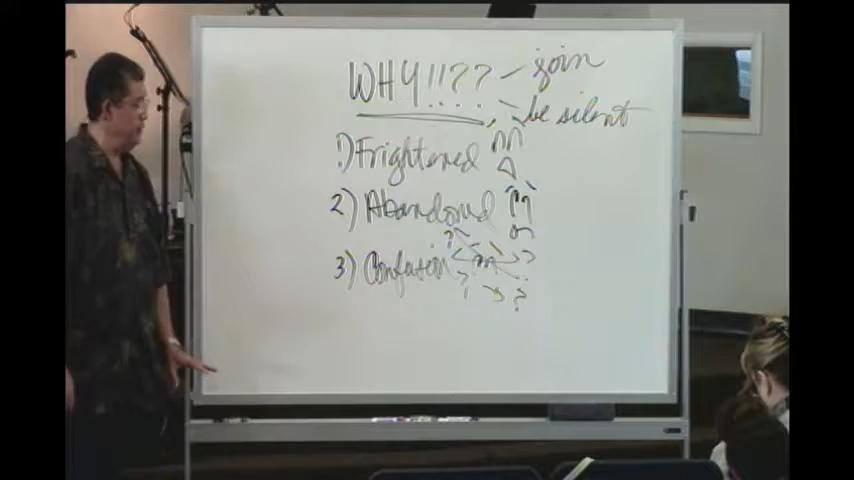 WHY!!?? - join
- be silent
1) Frightened
2) Abandoned
3) Confusion
? ?
? ?